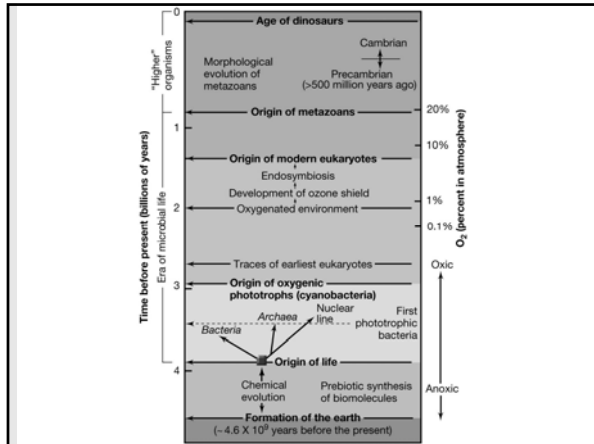 0
Age of dinosaurs
Cambrian
Morphological
evolution of
metazoans
Precambrian
(>500 million years ago)
"Higher"
organisms
Origin of metazoans
20%
1
10%
Origin of modern eukaryotes
Endosymbiosis
Development of ozone shield
1%
2
Oxygenated environment
0.1%
Time before present (billions of years)
Era of microbial life
O2 (percent in atmosphere)
Traces of earliest eukaryotes
Oxic
Origin of oxygenic
phototrophs (cyanobacteria)
3
Nuclear
line
First
phototrophic
bacteria
Archaea
Bacteria
Origin of life
4
Chemical
evolution
Prebiotic synthesis
of biomolecules
Anoxic
Formation of the earth
(~4.6 X 10⁹ years before the present)